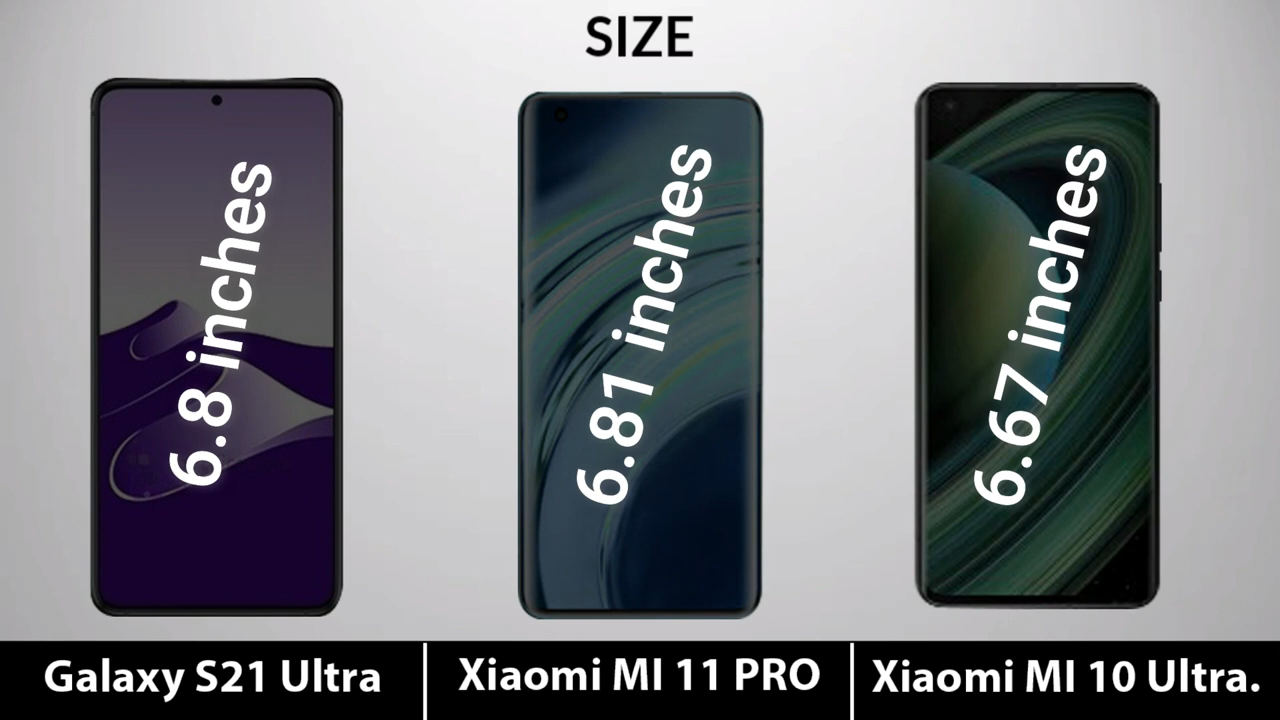 SIZE
6.8 inches
6.81 inches
6.67 inches
Galaxy S21 Ultra
Xiaomi MI 11 PRO
Xiaomi MI 10 Ultra.